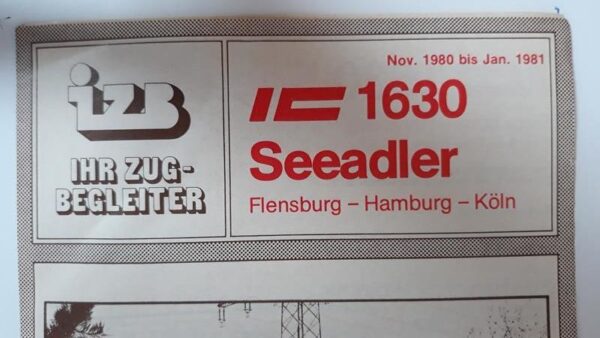 izb
IHR ZUG-
BEGLEITER
Nov. 1980 bis Jan. 1981
IC 1630
Seeadler
Flensburg – Hamburg – Köln